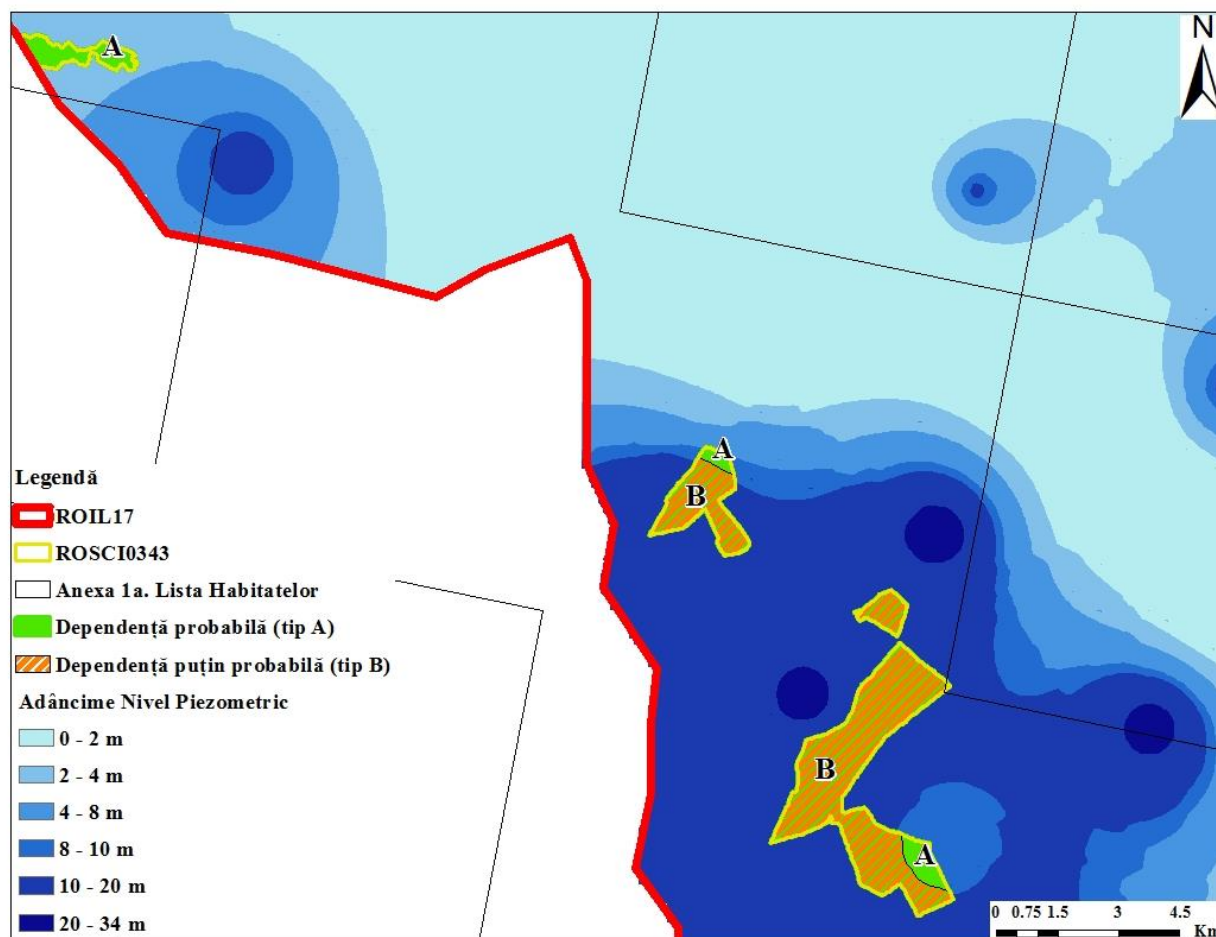 A
N
A
B
Legendă
ROIL17
ROSCI0343
Anexa 1a. Lista Habitatelor
Dependență probabilă (tip A)
Dependență puțin probabilă (tip B)
Adâncime Nivel Piezometric
0 - 2 m
2 - 4 m
4 - 8 m
8 - 10 m
10 - 20 m
20 - 34 m
B
A
0 0.75 1.5 3 4.5
Km